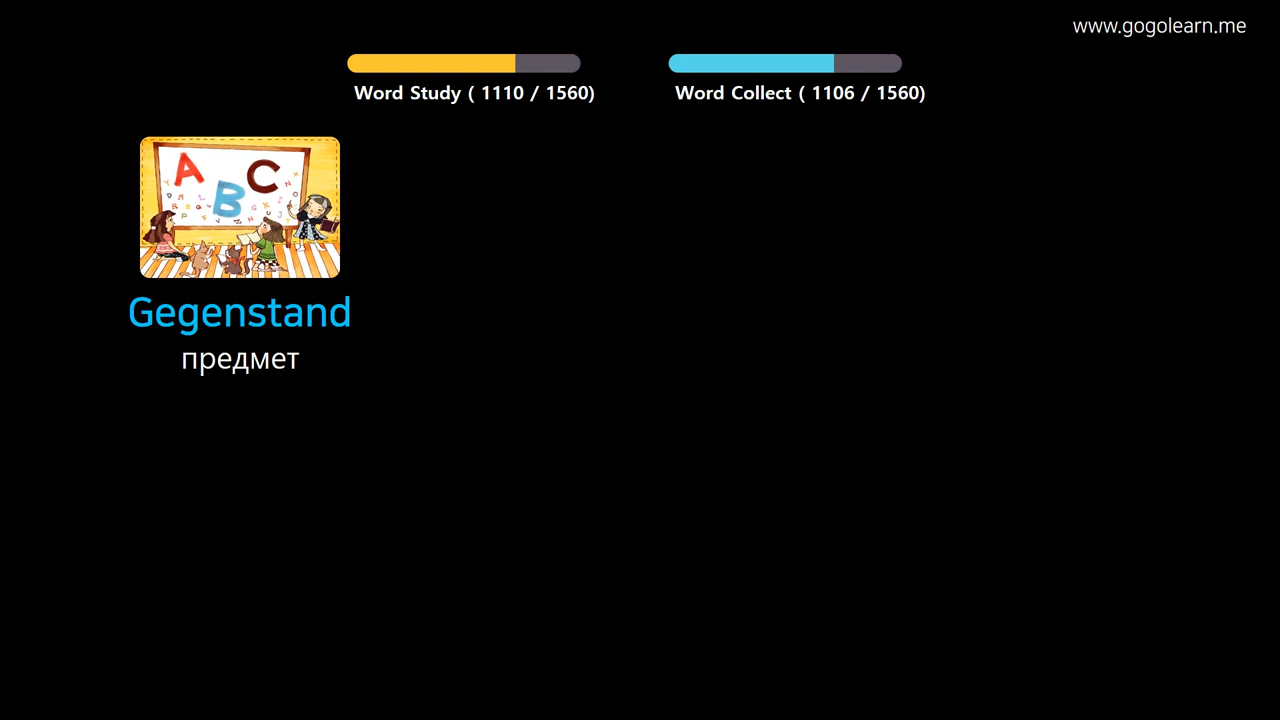 www.gogolearn.me
Word Study ( 1110 / 1560)
Word Collect ( 1106 / 1560)
A
B
C
Gegenstand
предмет